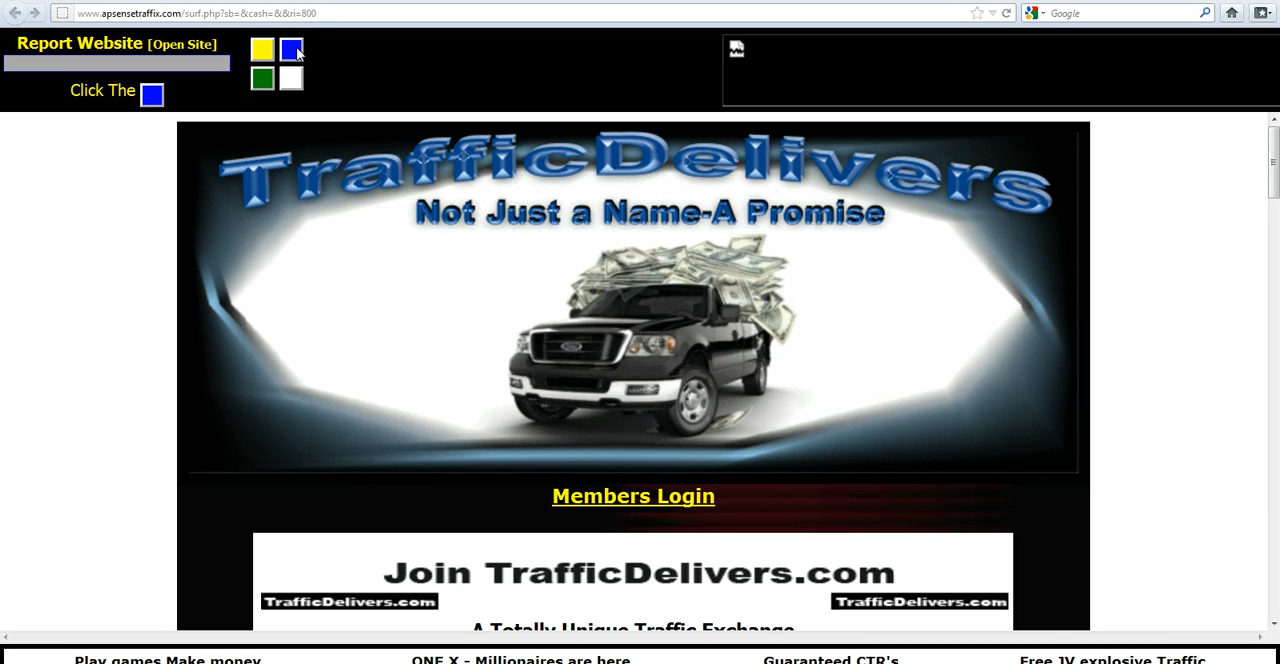 www.apsensetraffix.com/surf.php?sb=&cash=&t&ri=800
Google
Report Website [Open Site]
Click The
TrafficDelivers
Not Just a Name-A Promise
Members Login
Join TrafficDelivers.com
TrafficDelivers.com
TrafficDelivers.com
A Totally Unique Traffic Exchange
Play games Make money
ONE X - Millionaires are here
Guaranteed CTR's
Free JV explosive Traffic